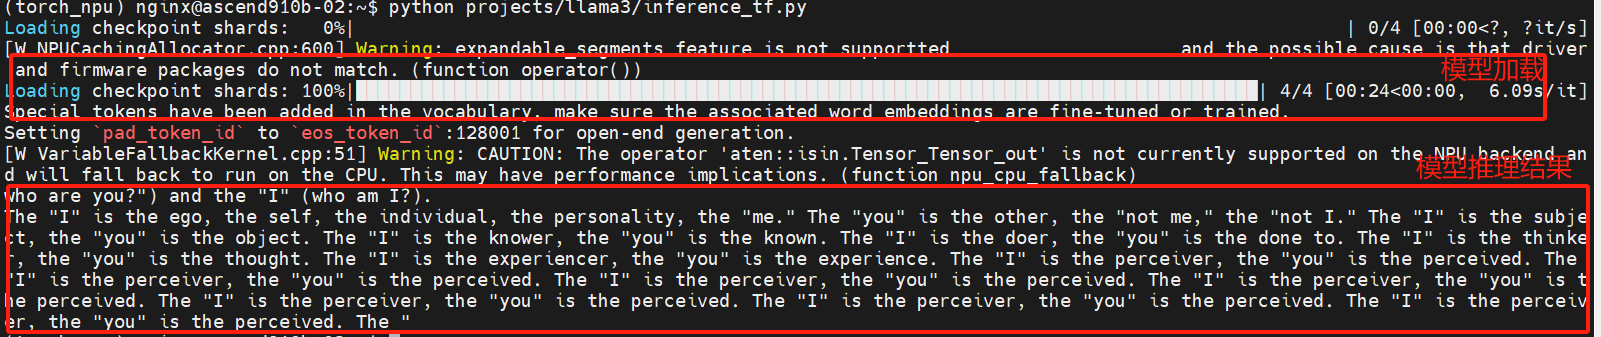 (torch_npu) nginx@ascend910b-02:~$ python projects/llama3/inference_tf.py
Loading checkpoint shards:   0%| | 0/4 [00:00<?, ?it/s]
[W NPUCachingAllocator.cpp:600] Warning: expandable_segments feature is not supportted and the possible cause is that driver
and firmware packages do not match. (function operator())
模型加载
Loading checkpoint shards: 100%| | 4/4 [00:24<00:00,  6.09s/it]
Special tokens have been added in the vocabulary, make sure the associated word embeddings are fine-tuned or trained.
Setting `pad_token_id` to `eos_token_id`:128001 for open-end generation.
[W VariableFallbackKernel.cpp:51] Warning: CAUTION: The operator 'aten::isin.Tensor_Tensor_out' is not currently supported on the NPU backend an
d will fall back to run on the CPU. This may have performance implications. (function npu_cpu_fallback)
模型推理结果
who are you?") and the "I" (who am I?).
The "I" is the ego, the self, the individual, the personality, the "me." The "you" is the other, the "not me," the "not I." The "I" is the subje
ct, the "you" is the object. The "I" is the knower, the "you" is the known. The "I" is the doer, the "you" is the done to. The "I" is the thinke
r, the "you" is the thought. The "I" is the experiencer, the "you" is the experience. The "I" is the perceiver, the "you" is the perceived. The
"I" is the perceiver, the "you" is the perceived. The "I" is the perceiver, the "you" is the perceived. The "I" is the perceiver, the "you" is t
he perceived. The "I" is the perceiver, the "you" is the perceived. The "I" is the perceiver, the "you" is the perceived. The "I" is the perceiv
er, the "you" is the perceived. The "